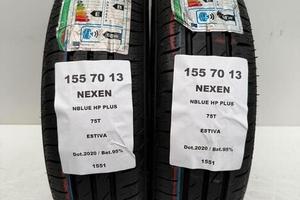 155 70 13
NEXEN
NBLUE HP PLUS
75T
ESTIVA
Dot.2020 / Bat.95%
1551
155 70 13
NEXEN
NBLUE HP PLUS
75T
ESTIVA
Dot.2020 / Bat.95%
1551